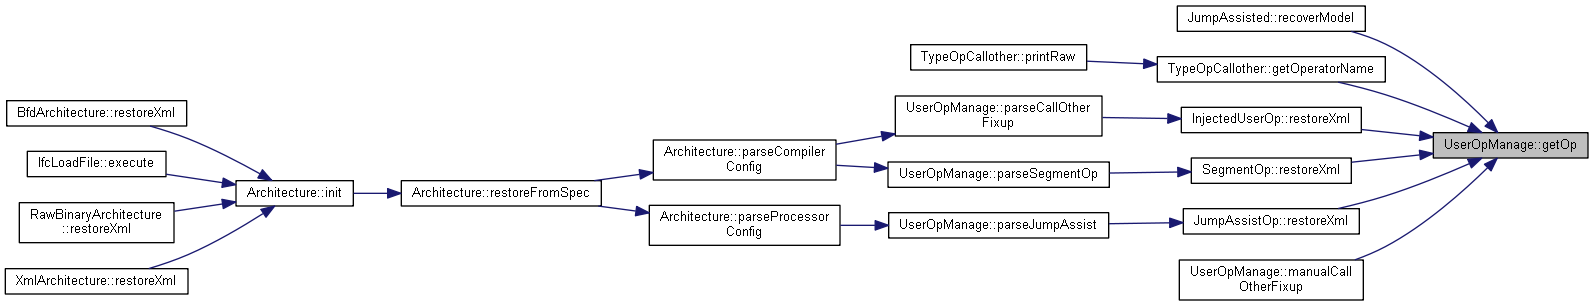 JumpAssisted::recoverModel
TypeOpCallother::printRaw
TypeOpCallother::getOperatorName
BfdArchitecture::restoreXml
UserOpManage::parseCallOther
Fixup
InjectedUserOp::restoreXml
UserOpManage::getOp
IfcLoadFile::execute
Architecture::parseCompiler
Config
UserOpManage::parseSegmentOp
SegmentOp::restoreXml
Architecture::init
Architecture::restoreFromSpec
RawBinaryArchitecture
::restoreXml
Architecture::parseProcessor
Config
UserOpManage::parseJumpAssist
JumpAssistOp::restoreXml
XmlArchitecture::restoreXml
UserOpManage::manualCall
OtherFixup